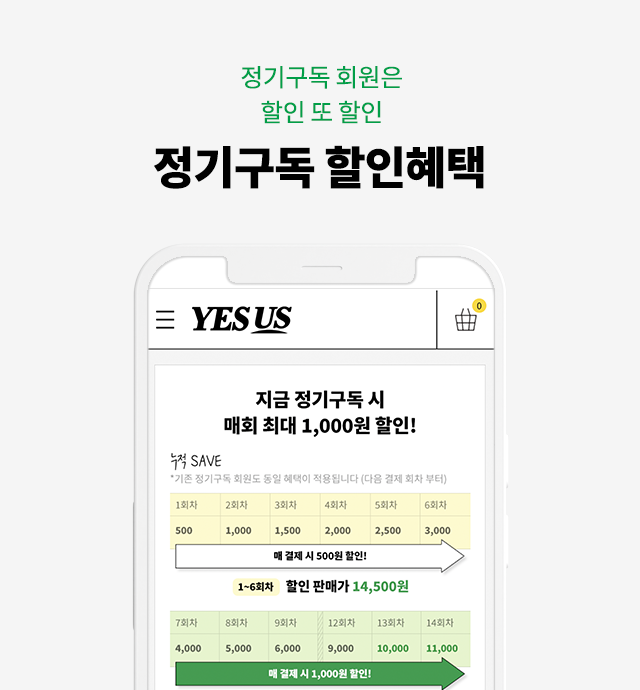 정기구독 회원은
할인 또 할인
정기구독 할인혜택
YES US 0
지금 정기구독 시
매회 최대 1,000원 할인!
누적 SAVE
*기존 정기구독 회원도 동일 혜택이 적용됩니다 (다음 결제 회차 부터)
1회차 2회차 3회차 4회차 5회차 6회차
500 1,000 1,500 2,000 2,500 3,000
매 결제 시 500원 할인!
1~6회차 할인 판매가 14,500원
7회차 8회차 9회차 12회차 13회차 14회차
4,000 5,000 6,000 9,000 10,000 11,000
매 결제 시 1,000원 할인!